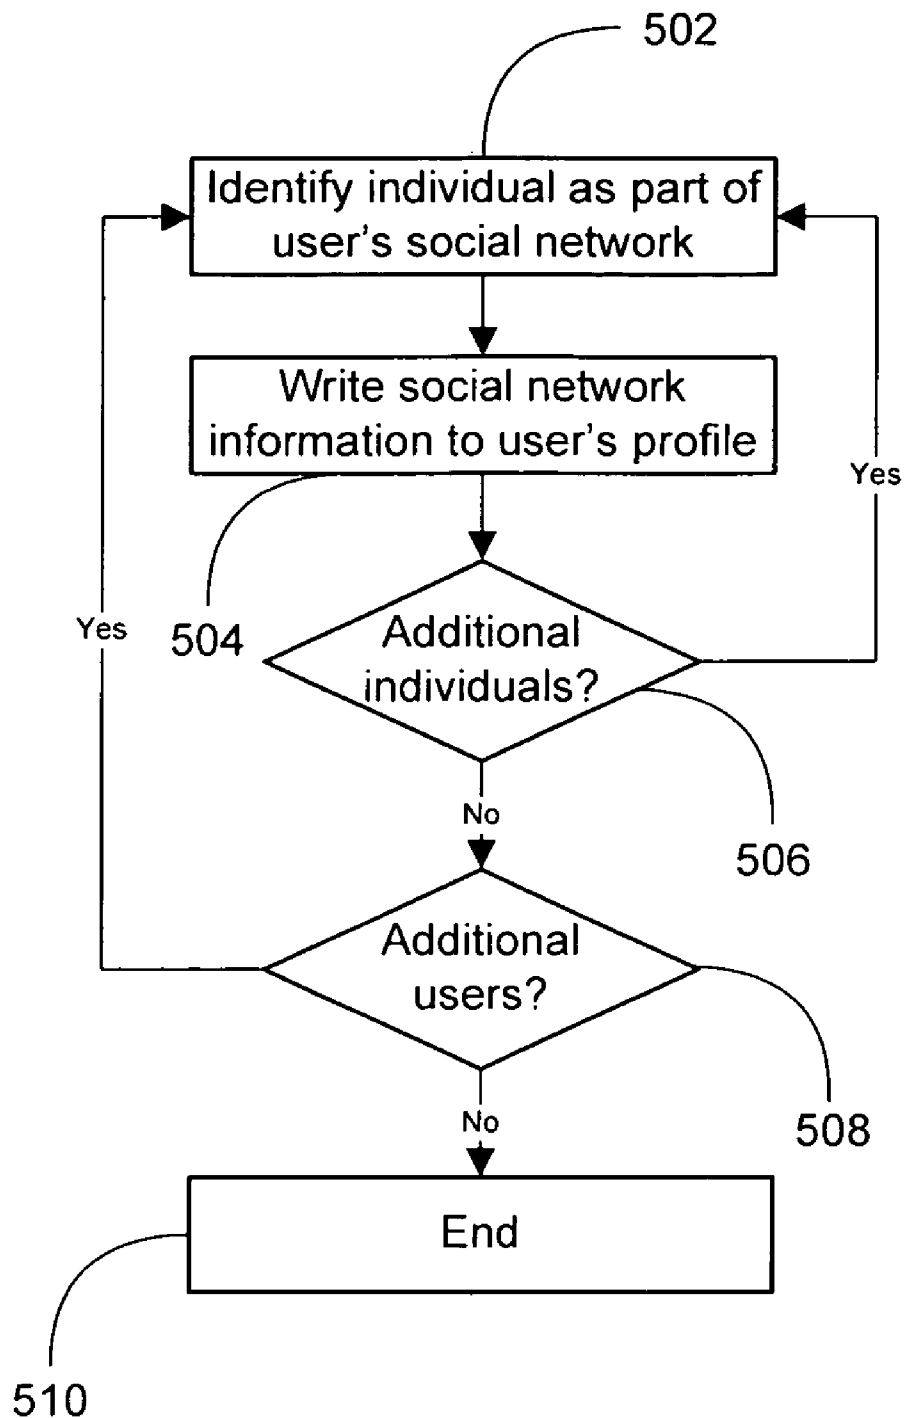 502
Identify individual as part of
user's social network
Write social network
information to user's profile
Yes
Yes
504
Additional
individuals?
No
506
Additional
users?
508
No
End
510